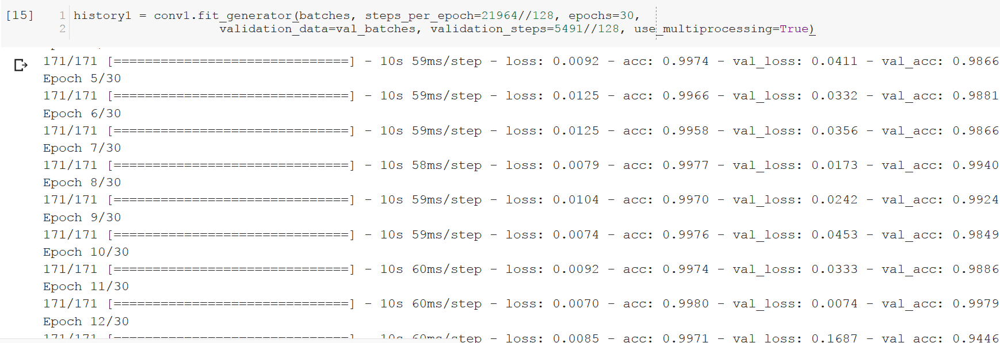 [15] 1 history1 = conv1.fit_generator(batches, steps_per_epoch=21964//128, epochs=30,
2 validation_data=val_batches, validation_steps=5491//128, use_multiprocessing=True)
171/171 [==============================] - 10s 59ms/step - loss: 0.0092 - acc: 0.9974 - val_loss: 0.0411 - val_acc: 0.9866
Epoch 5/30
171/171 [==============================] - 10s 59ms/step - loss: 0.0125 - acc: 0.9966 - val_loss: 0.0332 - val_acc: 0.9881
Epoch 6/30
171/171 [==============================] - 10s 59ms/step - loss: 0.0125 - acc: 0.9958 - val_loss: 0.0356 - val_acc: 0.9866
Epoch 7/30
171/171 [==============================] - 10s 58ms/step - loss: 0.0079 - acc: 0.9977 - val_loss: 0.0173 - val_acc: 0.9940
Epoch 8/30
171/171 [==============================] - 10s 59ms/step - loss: 0.0104 - acc: 0.9970 - val_loss: 0.0242 - val_acc: 0.9924
Epoch 9/30
171/171 [==============================] - 10s 59ms/step - loss: 0.0074 - acc: 0.9976 - val_loss: 0.0453 - val_acc: 0.9849
Epoch 10/30
171/171 [==============================] - 10s 60ms/step - loss: 0.0092 - acc: 0.9974 - val_loss: 0.0333 - val_acc: 0.9886
Epoch 11/30
171/171 [==============================] - 10s 60ms/step - loss: 0.0070 - acc: 0.9980 - val_loss: 0.0074 - val_acc: 0.9979
Epoch 12/30
171/171 [==============================] - 10s 60ms/step - loss: 0.0085 - acc: 0.9971 - val_loss: 0.1687 - val_acc: 0.9446